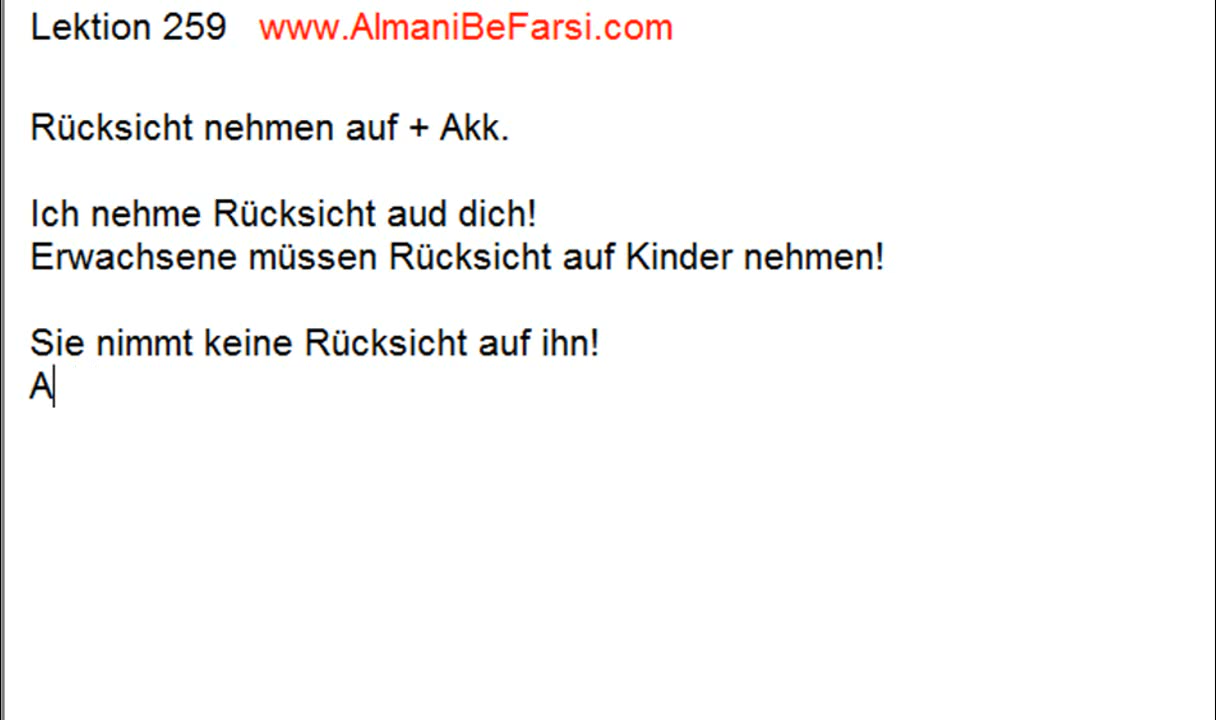 Lektion 259 www.AlmaniBeFarsi.com
Rücksicht nehmen auf + Akk.
Ich nehme Rücksicht aud dich!
Erwachsene müssen Rücksicht auf Kinder nehmen!
Sie nimmt keine Rücksicht auf ihn!
A